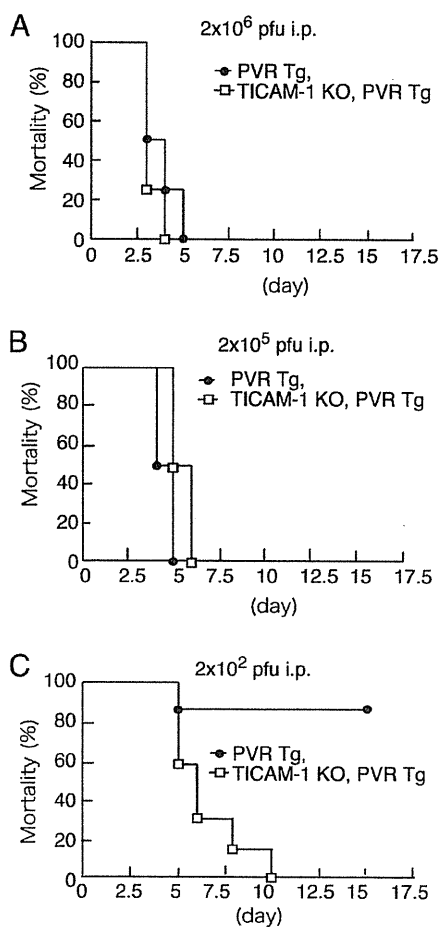 A
2x10⁶ pfu i.p.
PVR Tg,
TICAM-1 KO, PVR Tg
Mortality (%)
100
80
60
40
20
0
0 2.5 5 7.5 10 12.5 15 17.5
(day)
B
2x10⁵ pfu i.p.
PVR Tg,
TICAM-1 KO, PVR Tg
Mortality (%)
100
80
60
40
20
0
0 2.5 5 7.5 10 12.5 15 17.5
(day)
C
2x10² pfu i.p.
PVR Tg,
TICAM-1 KO, PVR Tg
Mortality (%)
100
80
60
40
20
0
0 2.5 5 7.5 10 12.5 15 17.5
(day)